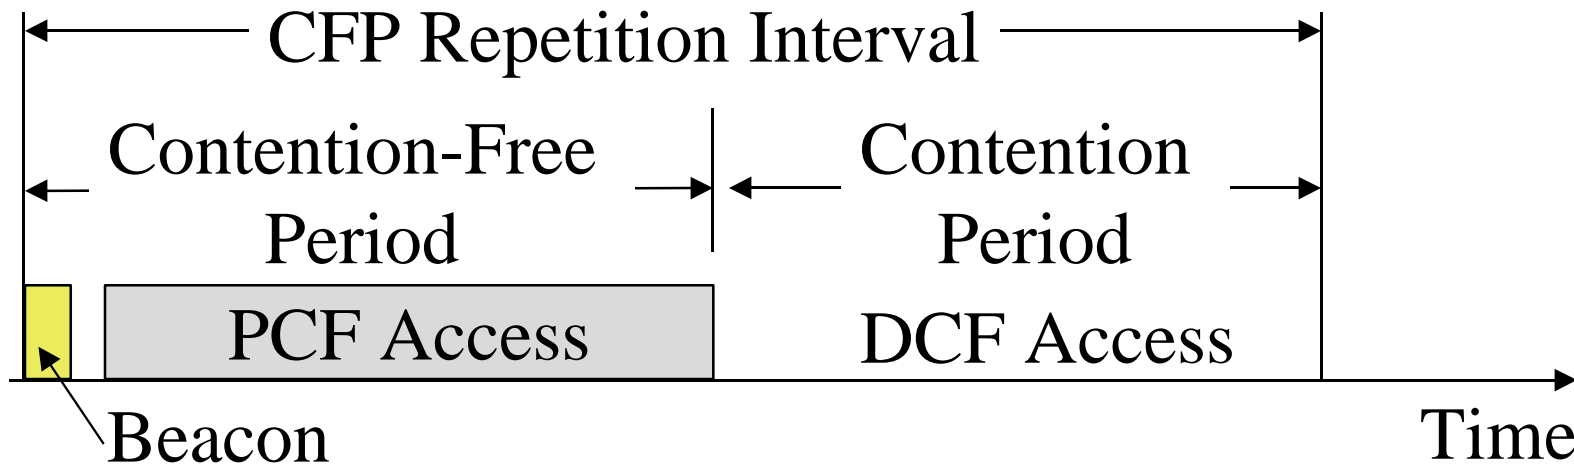 CFP Repetition Interval
Contention-Free
Period
Contention
Period
PCF Access
DCF Access
Beacon
Time